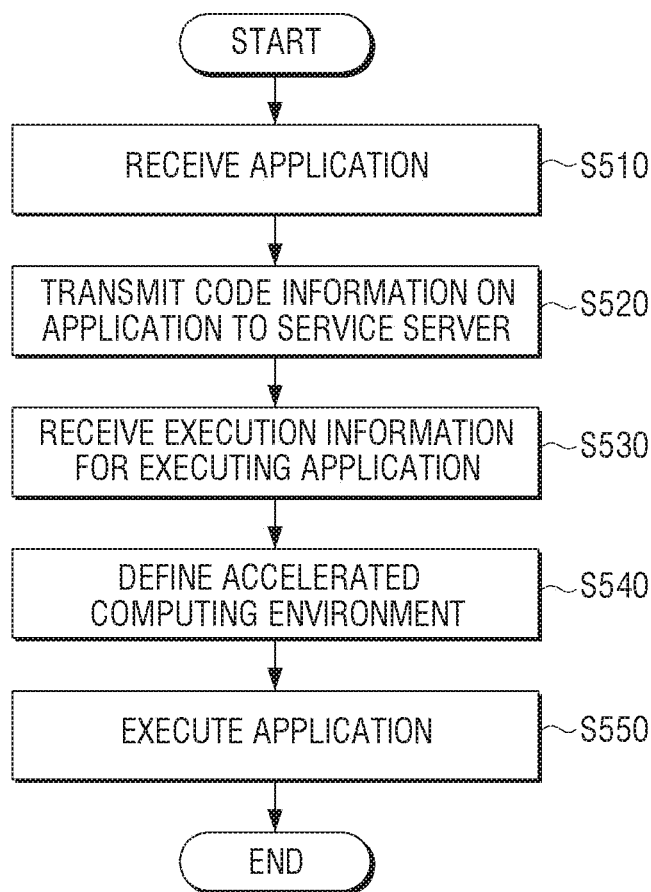 START
RECEIVE APPLICATION
S510
TRANSMIT CODE INFORMATION ON
APPLICATION TO SERVICE SERVER
S520
RECEIVE EXECUTION INFORMATION
FOR EXECUTING APPLICATION
S530
DEFINE ACCELERATED
COMPUTING ENVIRONMENT
S540
EXECUTE APPLICATION
S550
END